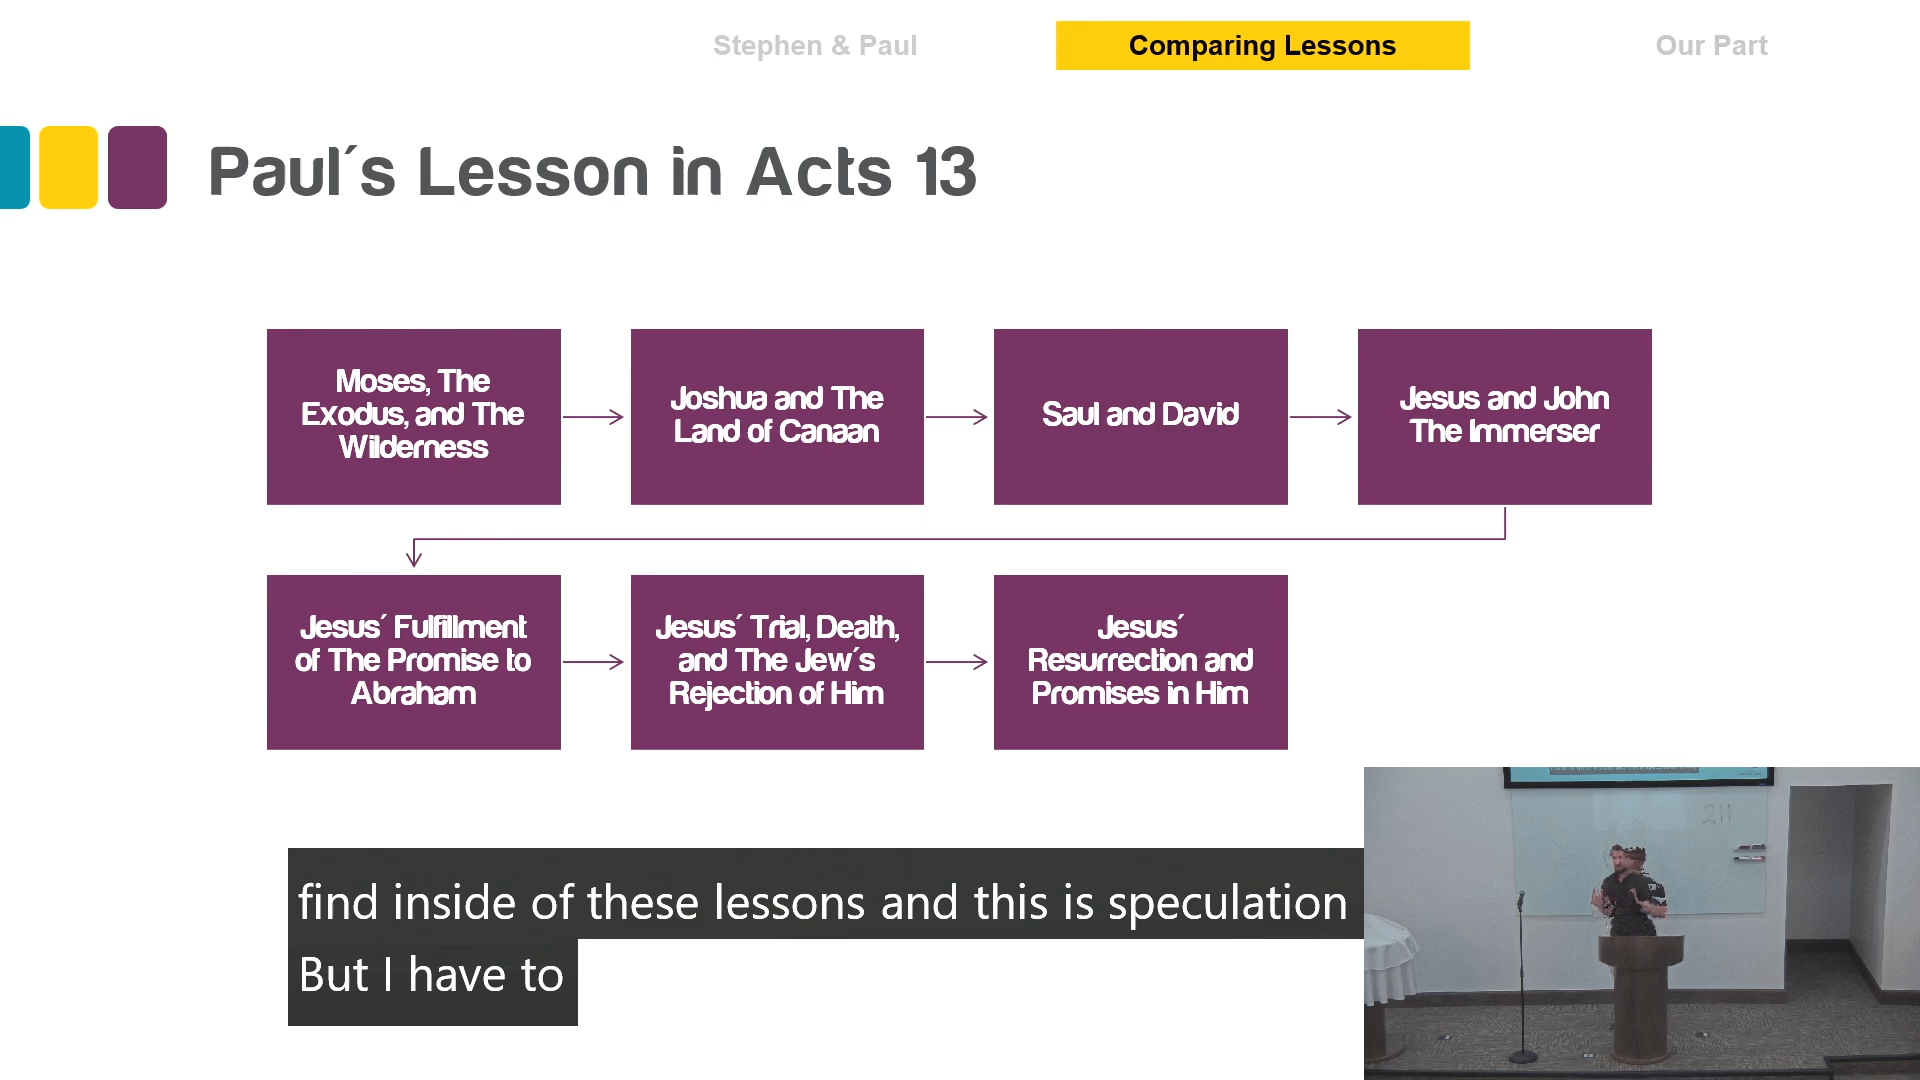 Stephen & Paul
Comparing Lessons
Our Part
Paul´s Lesson in Acts 13
Moses, The
Exodus, and The
Wilderness
Joshua and The
Land of Canaan
Saul and David
Jesus and John
The Immerser
Jesus´ Fulfillment
of The Promise to
Abraham
Jesus´ Trial, Death,
and The Jew´s
Rejection of Him
Jesus´
Resurrection and
Promises in Him
find inside of these lessons and this is speculation
But I have to
211